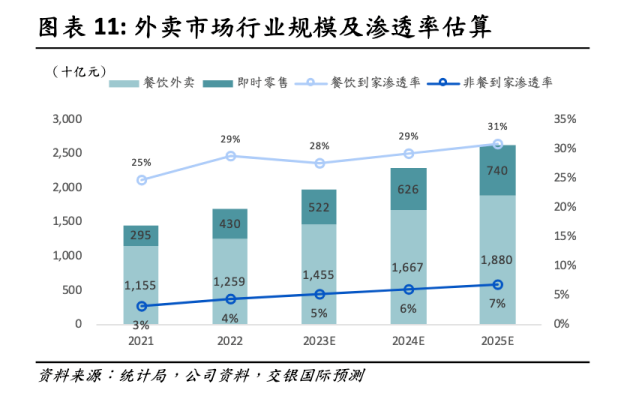 图表 11: 外卖市场行业规模及渗透率估算
（十亿元）
餐饮外卖 即时零售 餐饮到家渗透率 非餐到家渗透率
3,000 35%
2,500 30%
2,000 25%
1,500 20%
1,000 15%
500 10%
0 5%
0%
25% 29% 28% 29% 31%
295 430 522 626 740
1,155 1,259 1,455 1,667 1,880
3% 4% 5% 6% 7%
2021 2022 2023E 2024E 2025E
资料来源：统计局，公司资料，交银国际预测